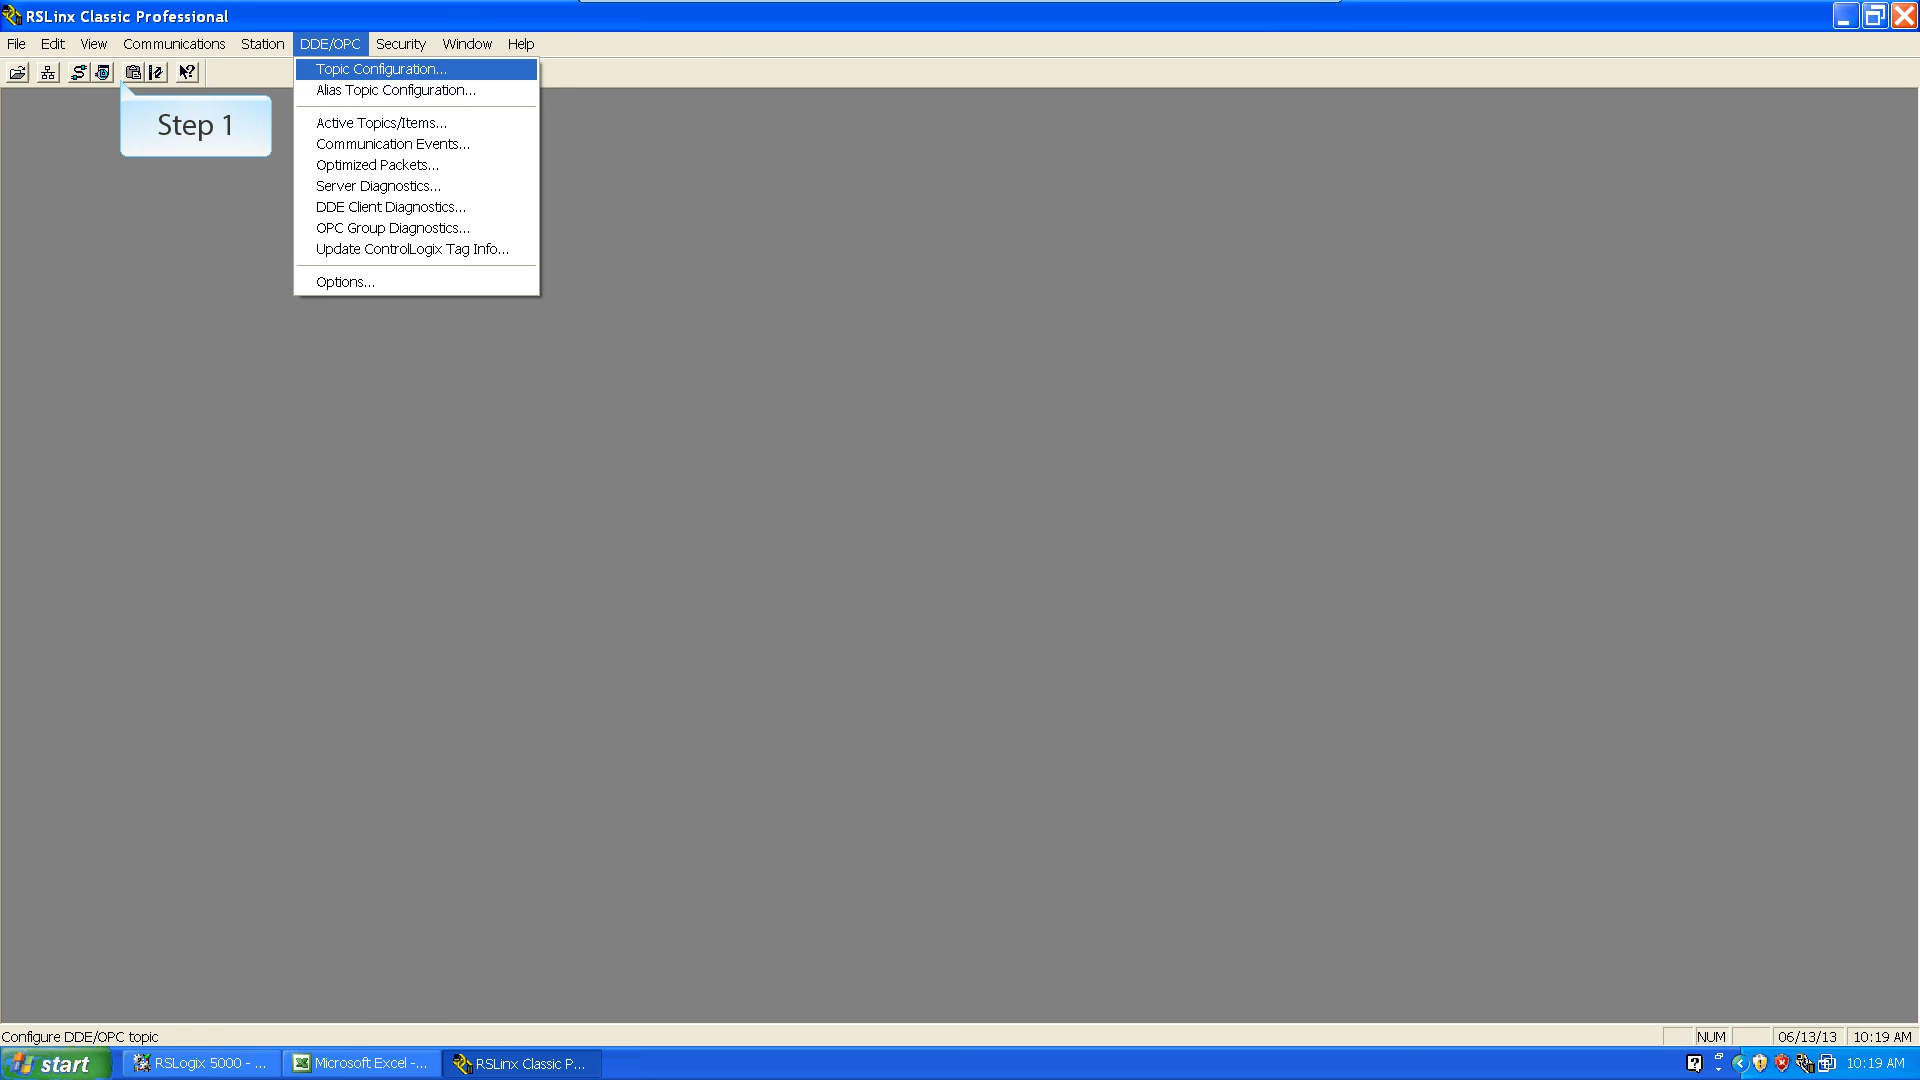 RSLinx Classic Professional
File Edit View Communications Station DDE/OPC Security Window Help
Step 1
Topic Configuration...
Alias Topic Configuration...
Active Topics/Items...
Communication Events...
Optimized Packets...
Server Diagnostics...
DDE Client Diagnostics...
OPC Group Diagnostics...
Update ControlLogix Tag Info...
Options...
Configure DDE/OPC topic
NUM 06/13/13 10:19 AM
start RSLogix 5000 - ... Microsoft Excel -... RSLinx Classic P... 10:19 AM